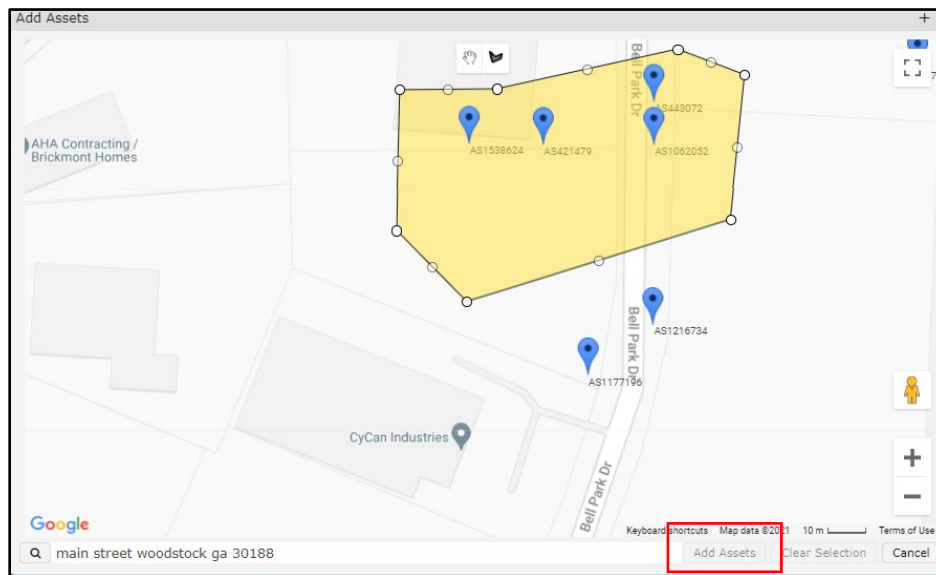 Add Assets
+
7
Bell Park Dr
AS443072
AS1538624
AS421479
AS1062052
AHA Contracting /
Brickmont Homes
AS1216734
Bell Park Dr
AS1177196
CyCan Industries
Bell Park Dr
Google
Keyboard shortcuts Map data ©2021 10 m Terms of Use
main street woodstock ga 30188 Add Assets Clear Selection Cancel